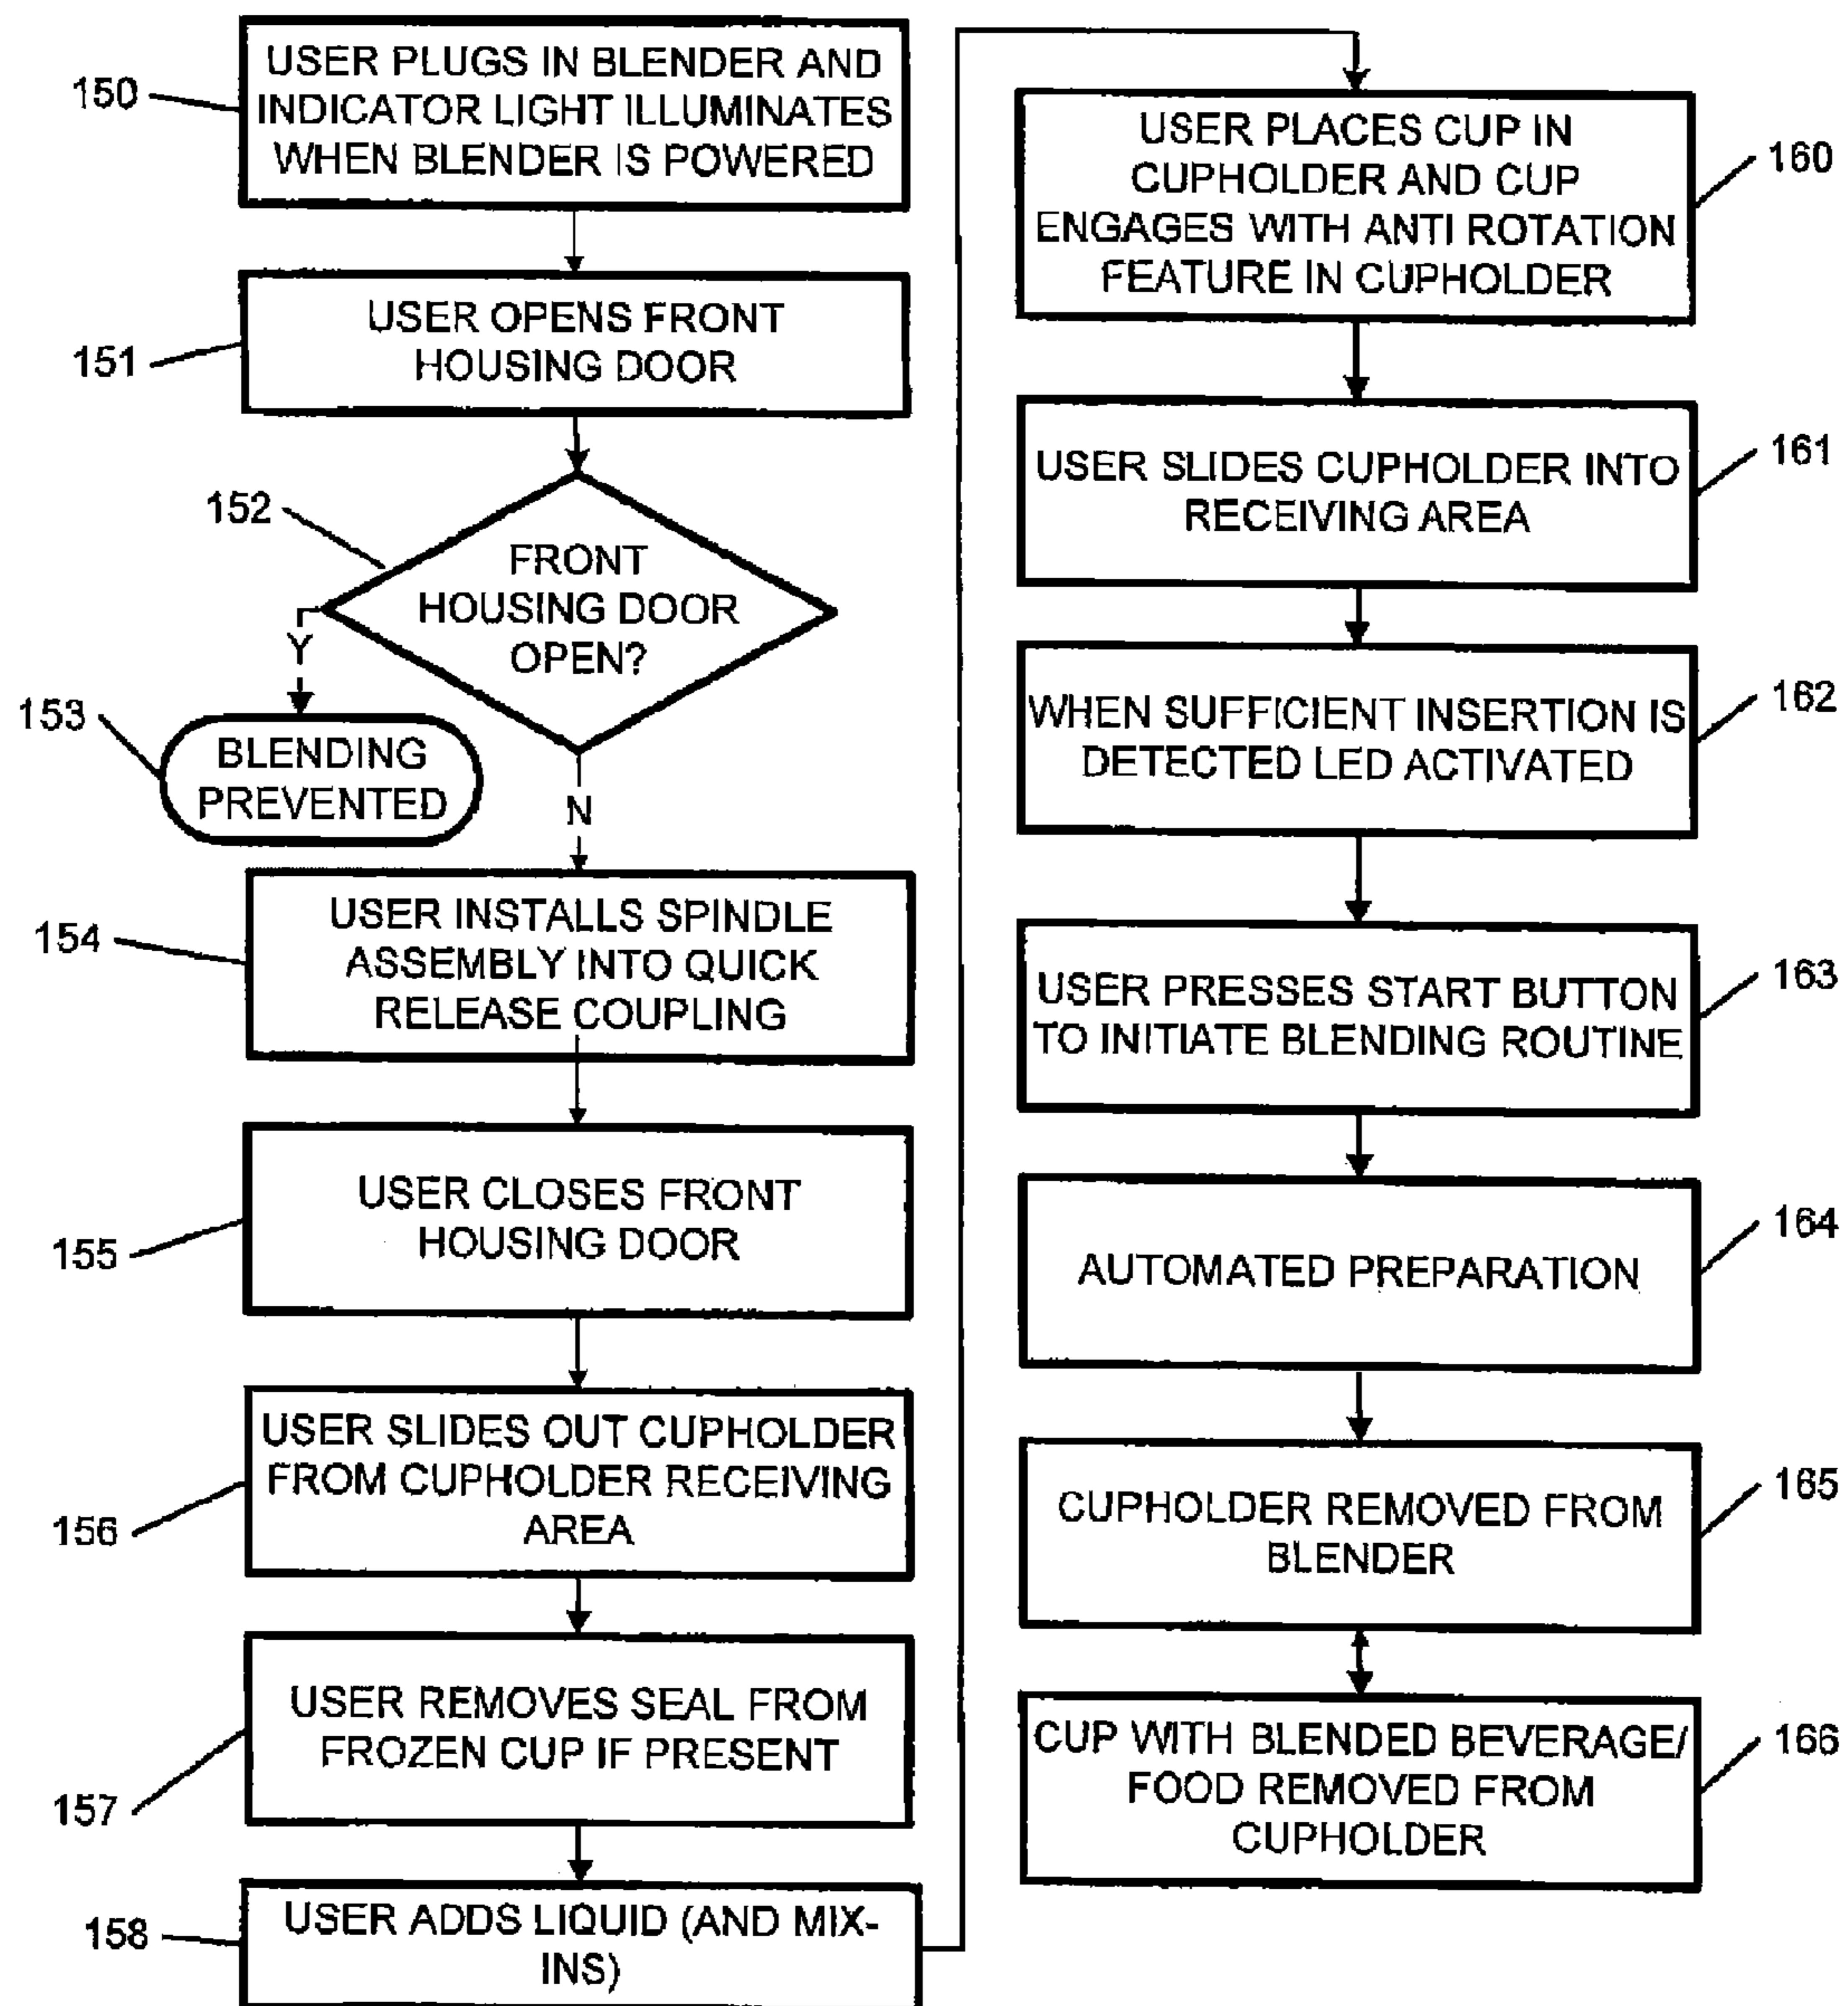 150
USER PLUGS IN BLENDER AND
INDICATOR LIGHT ILLUMINATES
WHEN BLENDER IS POWERED
151
USER OPENS FRONT
HOUSING DOOR
152
FRONT
HOUSING DOOR
OPEN?
Y
153
BLENDING
PREVENTED
N
154
USER INSTALLS SPINDLE
ASSEMBLY INTO QUICK
RELEASE COUPLING
155
USER CLOSES FRONT
HOUSING DOOR
156
USER SLIDES OUT CUPHOLDER
FROM CUPHOLDER RECEIVING
AREA
157
USER REMOVES SEAL FROM
FROZEN CUP IF PRESENT
158
USER ADDS LIQUID (AND MIX-
INS)
USER PLACES CUP IN
CUPHOLDER AND CUP
ENGAGES WITH ANTI ROTATION
FEATURE IN CUPHOLDER
160
USER SLIDES CUPHOLDER INTO
RECEIVING AREA
161
WHEN SUFFICIENT INSERTION IS
DETECTED LED ACTIVATED
162
USER PRESSES START BUTTON
TO INITIATE BLENDING ROUTINE
163
AUTOMATED PREPARATION
164
CUPHOLDER REMOVED FROM
BLENDER
165
CUP WITH BLENDED BEVERAGE/
FOOD REMOVED FROM
CUPHOLDER
166